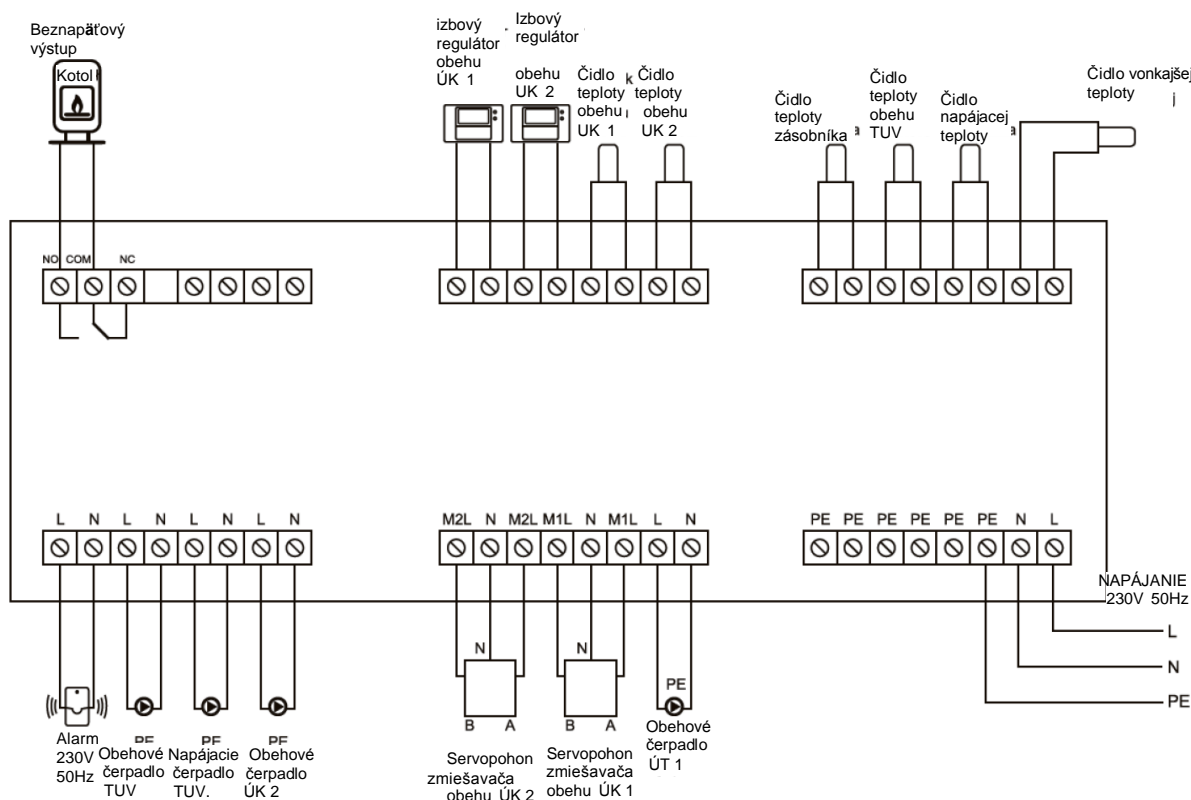 Beznapäťový
výstup
Kotol
izbový
regulátor
obehu
ÚK 1
Izbový
regulátor
obehu
UK 2
Čidlo
teploty
obehu
UK 1
Čidlo
teploty
obehu
UK 2
Čidlo
teploty
zásobníka
Čidlo
teploty
obehu
TUV
Čidlo
napájacej
teploty
Čidlo vonkajšej
teploty
NO COM NC
L N L N L N L N
M2L N M2L M1L N M1L L N
PE PE PE PE PE PE N L
NAPÁJANIE
230V 50Hz
L
N
PE
N
B A
N
B A
PE
Alarm
230V
50Hz
PE
Obehové
čerpadlo
TUV
PE
Napájacie
čerpadlo
TUV.
PE
Obehové
čerpadlo
ÚK 2
Servopohon
zmiešavača
obehu ÚK 2
Servopohon
zmiešavača
obehu ÚK 1
Obehové
čerpadlo
ÚT 1